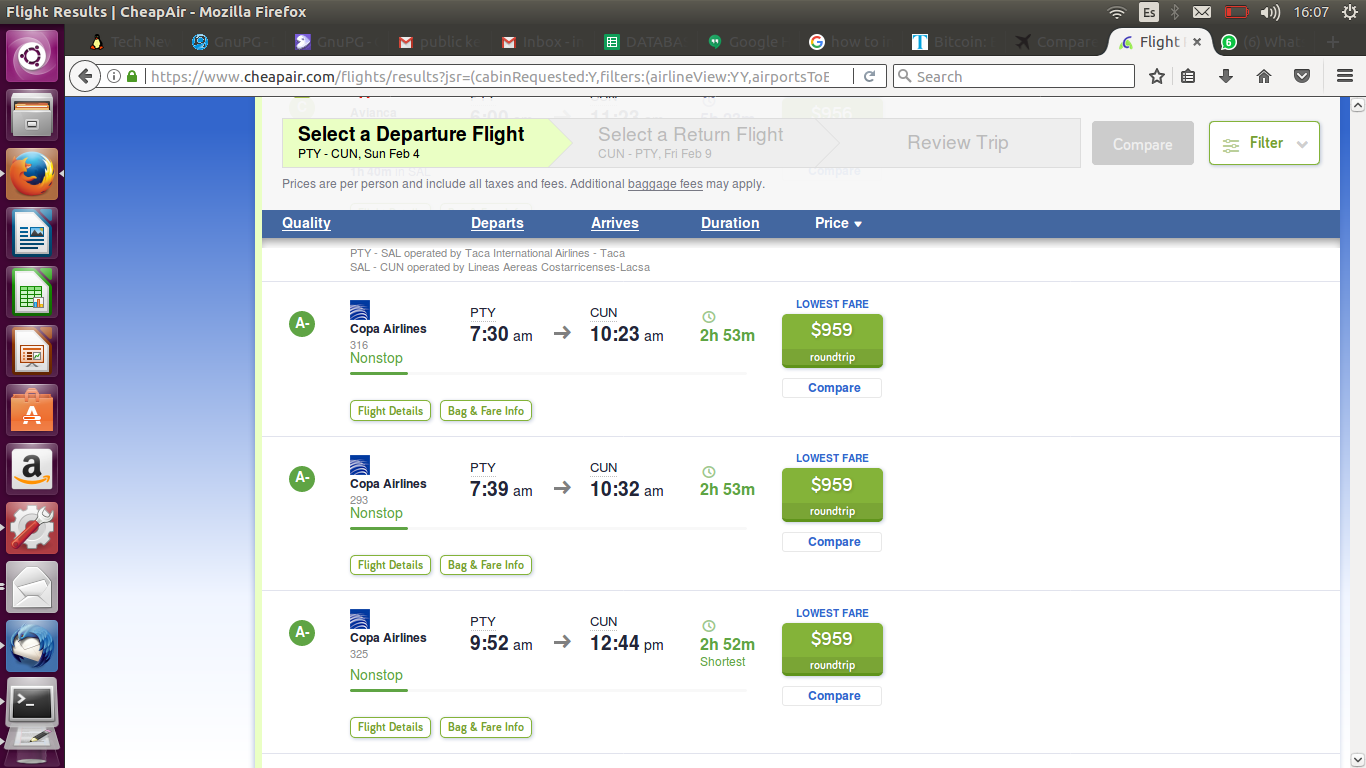 Flight Results | CheapAir - Mozilla Firefox
Es
16:07
Tech Ne
GnuPG -
GnuPG
public ke
Inbox - i
DATABA
Google
how to
Bitcoin:
Compar
Flight
(6) What
https://www.cheapair.com/flights/results?jsr=(cabinRequested:Y,filters:(airlineView:YY,airportsToE
Search
Avianca
Select a Departure Flight
PTY - CUN, Sun Feb 4
Select a Return Flight
CUN - PTY, Fri Feb 9
Review Trip
Compare
Filter
1h 40m in SAL
Compare
Prices are per person and include all taxes and fees. Additional baggage fees may apply.
Quality Departs Arrives Duration Price
PTY - SAL operated by Taca International Airlines - Taca
SAL - CUN operated by Lineas Aereas Costarricenses-Lacsa
A-
Copa Airlines
316
Nonstop
PTY
7:30 am
CUN
10:23 am
2h 53m
LOWEST FARE
$959
roundtrip
Compare
Flight Details
Bag & Fare Info
A-
Copa Airlines
293
Nonstop
PTY
7:39 am
CUN
10:32 am
2h 53m
LOWEST FARE
$959
roundtrip
Compare
Flight Details
Bag & Fare Info
A-
Copa Airlines
325
Nonstop
PTY
9:52 am
CUN
12:44 pm
2h 52m
Shortest
LOWEST FARE
$959
roundtrip
Compare
Flight Details
Bag & Fare Info